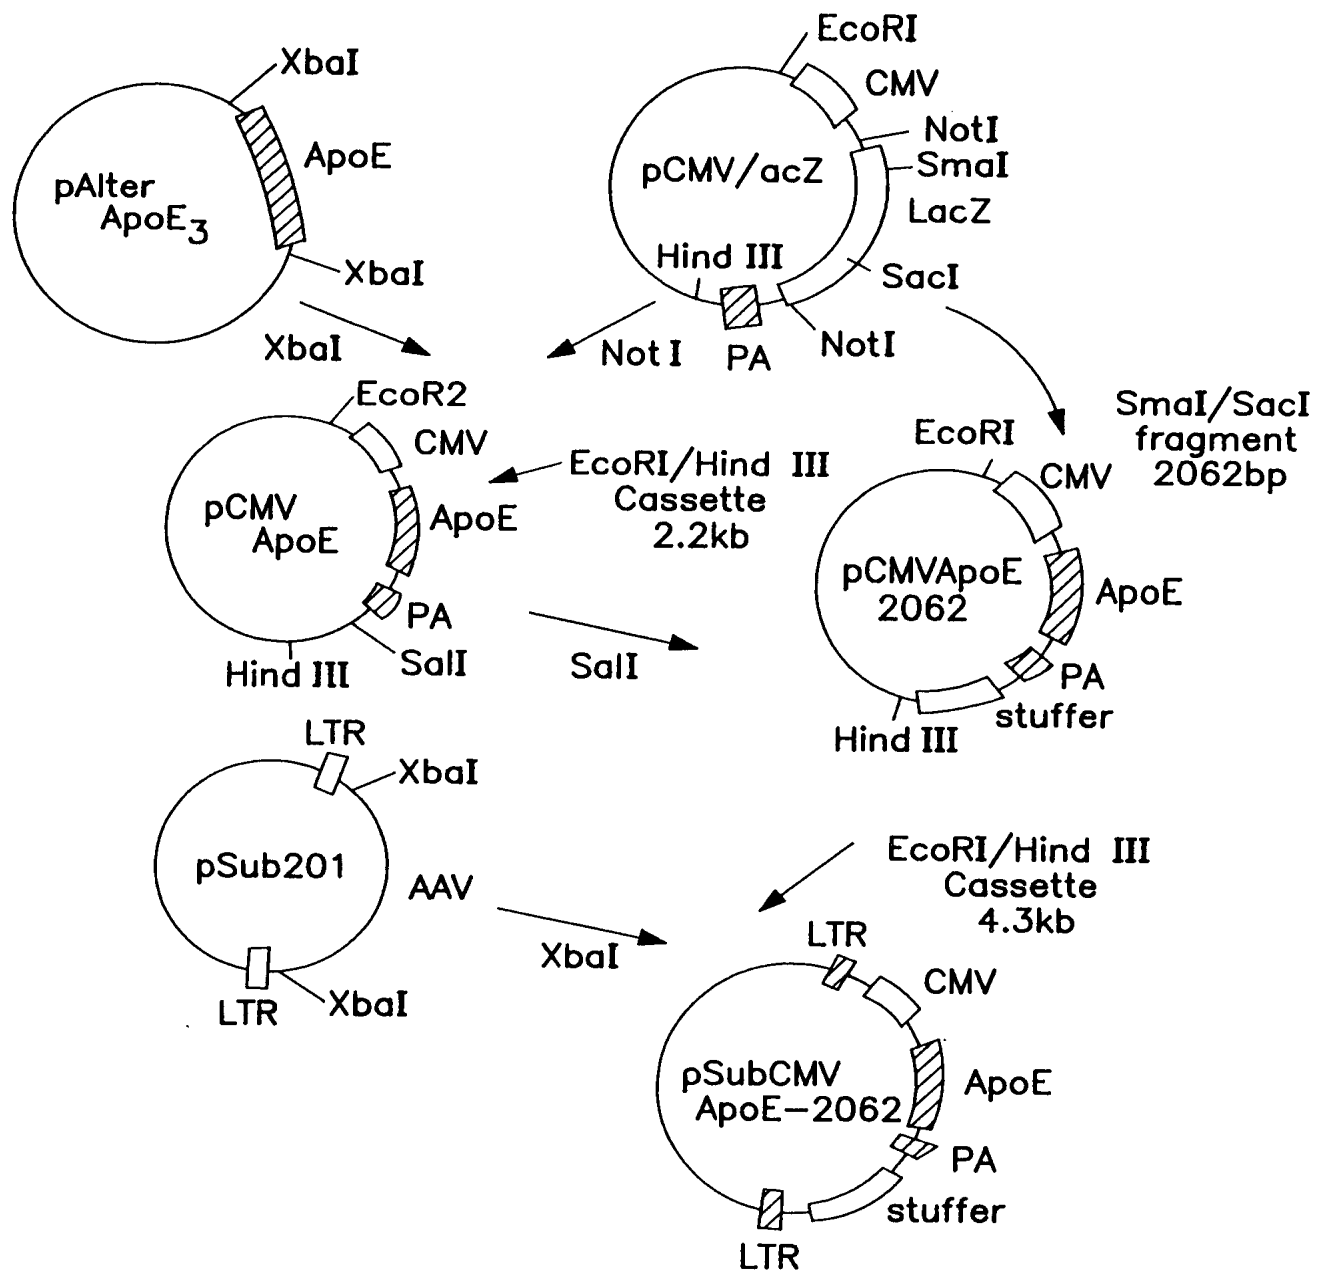 XbaI
ApoE
pAlter
ApoE3
XbaI
XbaI
EcoRI
CMV
NotI
SmaI
pCMV/acZ
LacZ
Hind III
SacI
NotI
PA
Not I
EcoR2
CMV
pCMV
ApoE
ApoE
PA
SalI
Hind III
EcoRI/Hind III
Cassette
2.2kb
SalI
SmaI/SacI
fragment
2062bp
EcoRI
CMV
pCMVApoE
2062
ApoE
PA
stuffer
Hind III
LTR
XbaI
pSub201
AAV
LTR
XbaI
XbaI
EcoRI/Hind III
Cassette
4.3kb
LTR
CMV
pSubCMV
ApoE-2062
ApoE
PA
stuffer
LTR